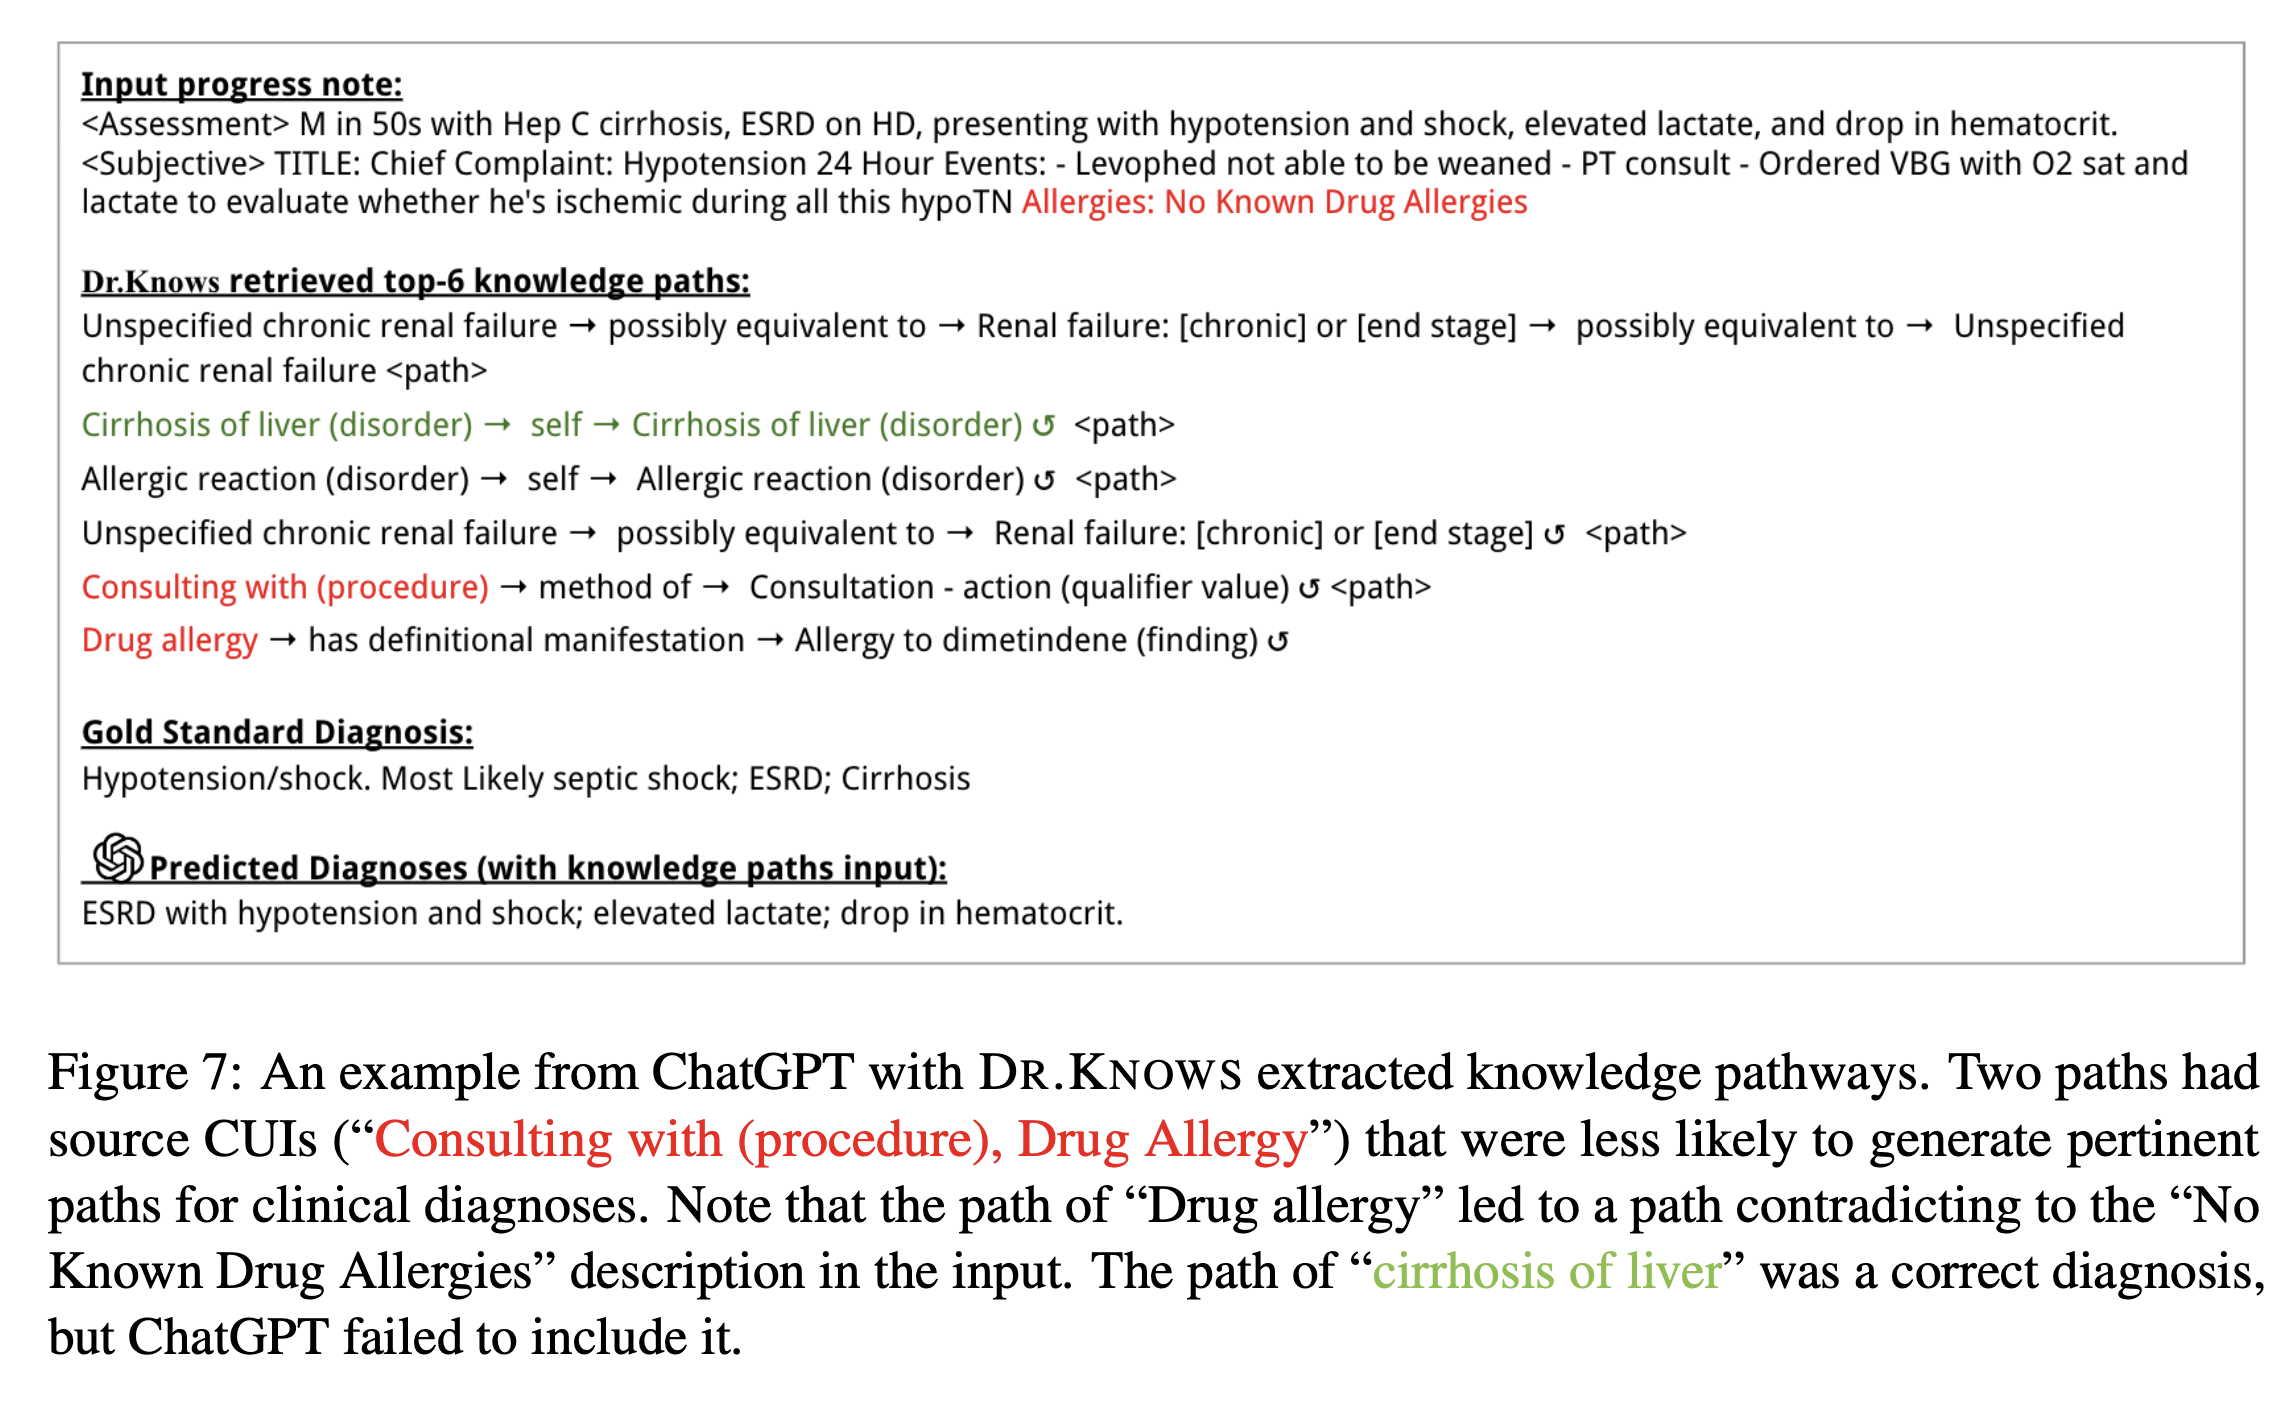 Input progress note:
<Assessment> M in 50s with Hep C cirrhosis, ESRD on HD, presenting with hypotension and shock, elevated lactate, and drop in hematocrit.
<Subjective> TITLE: Chief Complaint: Hypotension 24 Hour Events: - Levophed not able to be weaned - PT consult - Ordered VBG with O2 sat and
lactate to evaluate whether he's ischemic during all this hypoTN Allergies: No Known Drug Allergies
Dr.Knows retrieved top-6 knowledge paths:
Unspecified chronic renal failure → possibly equivalent to → Renal failure: [chronic] or [end stage] → possibly equivalent to → Unspecified
chronic renal failure <path>
Cirrhosis of liver (disorder) → self → Cirrhosis of liver (disorder) ↺ <path>
Allergic reaction (disorder) → self → Allergic reaction (disorder) ↺ <path>
Unspecified chronic renal failure → possibly equivalent to → Renal failure: [chronic] or [end stage] ↺ <path>
Consulting with (procedure) → method of → Consultation - action (qualifier value) ↺ <path>
Drug allergy → has definitional manifestation → Allergy to dimetindene (finding) ↺
Gold Standard Diagnosis:
Hypotension/shock. Most Likely septic shock; ESRD; Cirrhosis
Predicted Diagnoses (with knowledge paths input):
ESRD with hypotension and shock; elevated lactate; drop in hematocrit.
Figure 7: An example from ChatGPT with DR.KNOWS extracted knowledge pathways. Two paths had
source CUIs (“Consulting with (procedure), Drug Allergy”) that were less likely to generate pertinent
paths for clinical diagnoses. Note that the path of “Drug allergy” led to a path contradicting to the “No
Known Drug Allergies” description in the input. The path of “cirrhosis of liver” was a correct diagnosis,
but ChatGPT failed to include it.